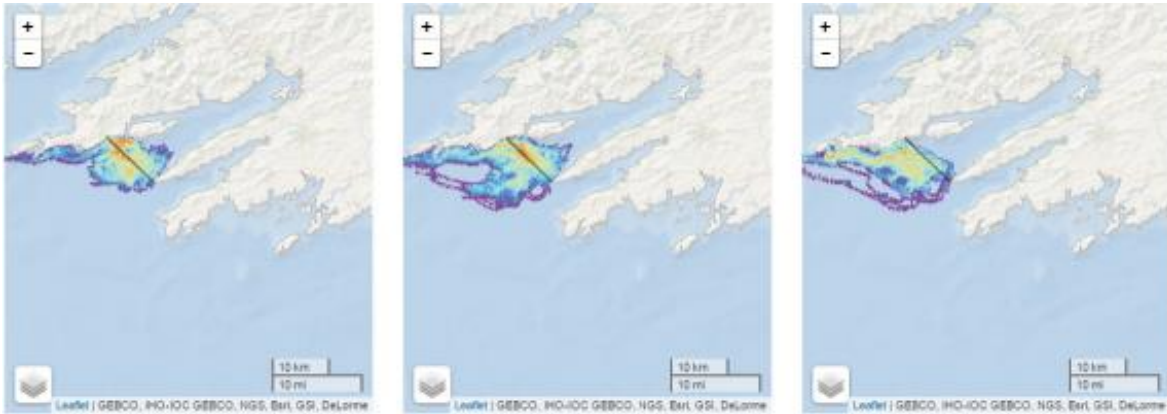 +
−
10 km
10 mi
Leaflet | GEBCO, IHO-IOC GEBCO, NGS, Esri, GSI, DeLorme
+
−
10 km
10 mi
Leaflet | GEBCO, IHO-IOC GEBCO, NGS, Esri, GSI, DeLorme
+
−
10 km
10 mi
Leaflet | GEBCO, IHO-IOC GEBCO, NGS, Esri, GSI, DeLorme